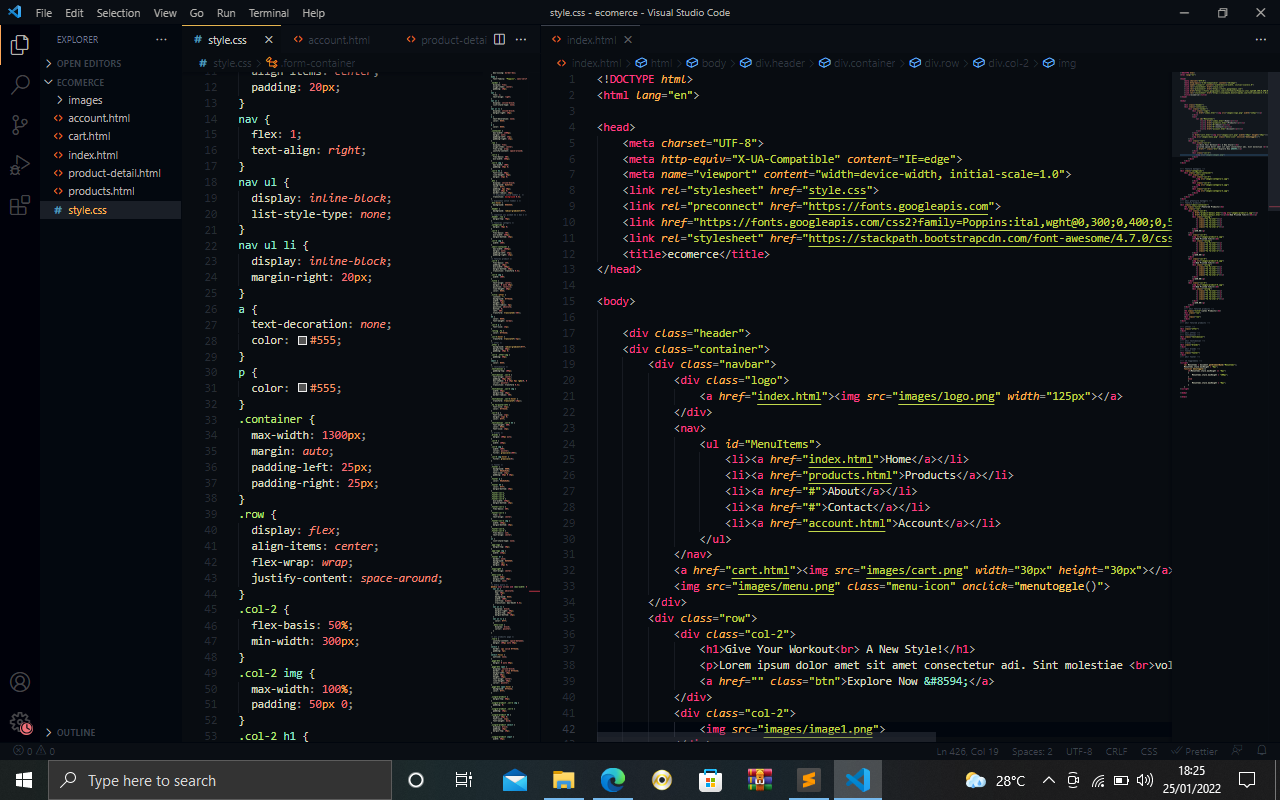 File Edit Selection View Go Run Terminal Help
style.css - ecomerce - Visual Studio Code
EXPLORER
OPEN EDITORS
ECOMERCE
images
account.html
cart.html
index.html
product-detail.html
products.html
style.css
OUTLINE
style.css account.html product-detai
style.css > .form-container
align-items: center;
12 padding: 20px;
13 }
14 nav {
15 flex: 1;
16 text-align: right;
17 }
18 nav ul {
19 display: inline-block;
20 list-style-type: none;
21 }
22 nav ul li {
23 display: inline-block;
24 margin-right: 20px;
25 }
26 a {
27 text-decoration: none;
28 color: #555;
29 }
30 p {
31 color: #555;
32 }
33 .container {
34 max-width: 1300px;
35 margin: auto;
36 padding-left: 25px;
37 padding-right: 25px;
38 }
39 .row {
40 display: flex;
41 align-items: center;
42 flex-wrap: wrap;
43 justify-content: space-around;
44 }
45 .col-2 {
46 flex-basis: 50%;
47 min-width: 300px;
48 }
49 .col-2 img {
50 max-width: 100%;
51 padding: 50px 0;
52 }
53 .col-2 h1 {
index.html
index.html > html > body > div.header > div.container > div.row > div.col-2 > img
1 <!DOCTYPE html>
2 <html lang="en">
3
4 <head>
5 <meta charset="UTF-8">
6 <meta http-equiv="X-UA-Compatible" content="IE=edge">
7 <meta name="viewport" content="width=device-width, initial-scale=1.0">
8 <link rel="stylesheet" href="style.css">
9 <link rel="preconnect" href="https://fonts.googleapis.com">
10 <link href="https://fonts.googleapis.com/css2?family=Poppins:ital,wght@0,300;0,400;0,5
11 <link rel="stylesheet" href="https://stackpath.bootstrapcdn.com/font-awesome/4.7.0/css
12 <title>ecomerce</title>
13 </head>
14
15 <body>
16
17 <div class="header">
18 <div class="container">
19 <div class="navbar">
20 <div class="logo">
21 <a href="index.html"><img src="images/logo.png" width="125px"></a>
22 </div>
23 <nav>
24 <ul id="MenuItems">
25 <li><a href="index.html">Home</a></li>
26 <li><a href="products.html">Products</a></li>
27 <li><a href="#">About</a></li>
28 <li><a href="#">Contact</a></li>
29 <li><a href="account.html">Account</a></li>
30 </ul>
31 </nav>
32 <a href="cart.html"><img src="images/cart.png" width="30px" height="30px"></a>
33 <img src="images/menu.png" class="menu-icon" onclick="menutoggle()">
34 </div>
35 <div class="row">
36 <div class="col-2">
37 <h1>Give Your Workout<br> A New Style!</h1>
38 <p>Lorem ipsum dolor amet sit amet consectetur adi. Sint molestiae <br>vol
39 <a href="" class="btn">Explore Now &#8594;</a>
40 </div>
41 <div class="col-2">
42 <img src="images/image1.png">
0 0
Ln 426, Col 19 Spaces: 2 UTF-8 CRLF CSS Prettier
Type here to search
28°C
18:25
25/01/2022